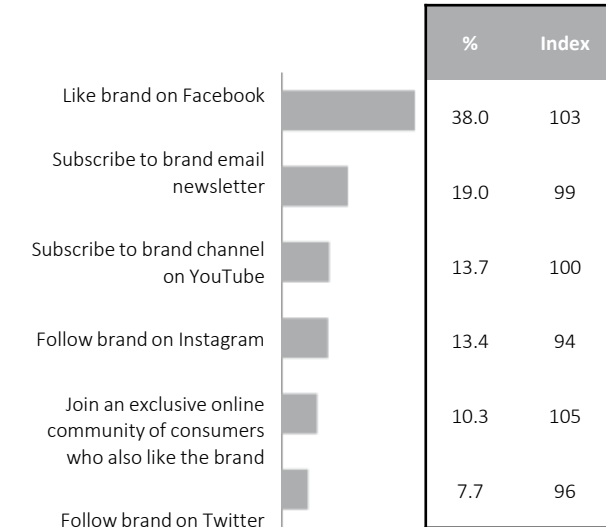 % Index
Like brand on Facebook
38.0 103
Subscribe to brand email
newsletter
19.0 99
Subscribe to brand channel
on YouTube
13.7 100
Follow brand on Instagram
13.4 94
Join an exclusive online
community of consumers
who also like the brand
10.3 105
7.7 96
Follow brand on Twitter